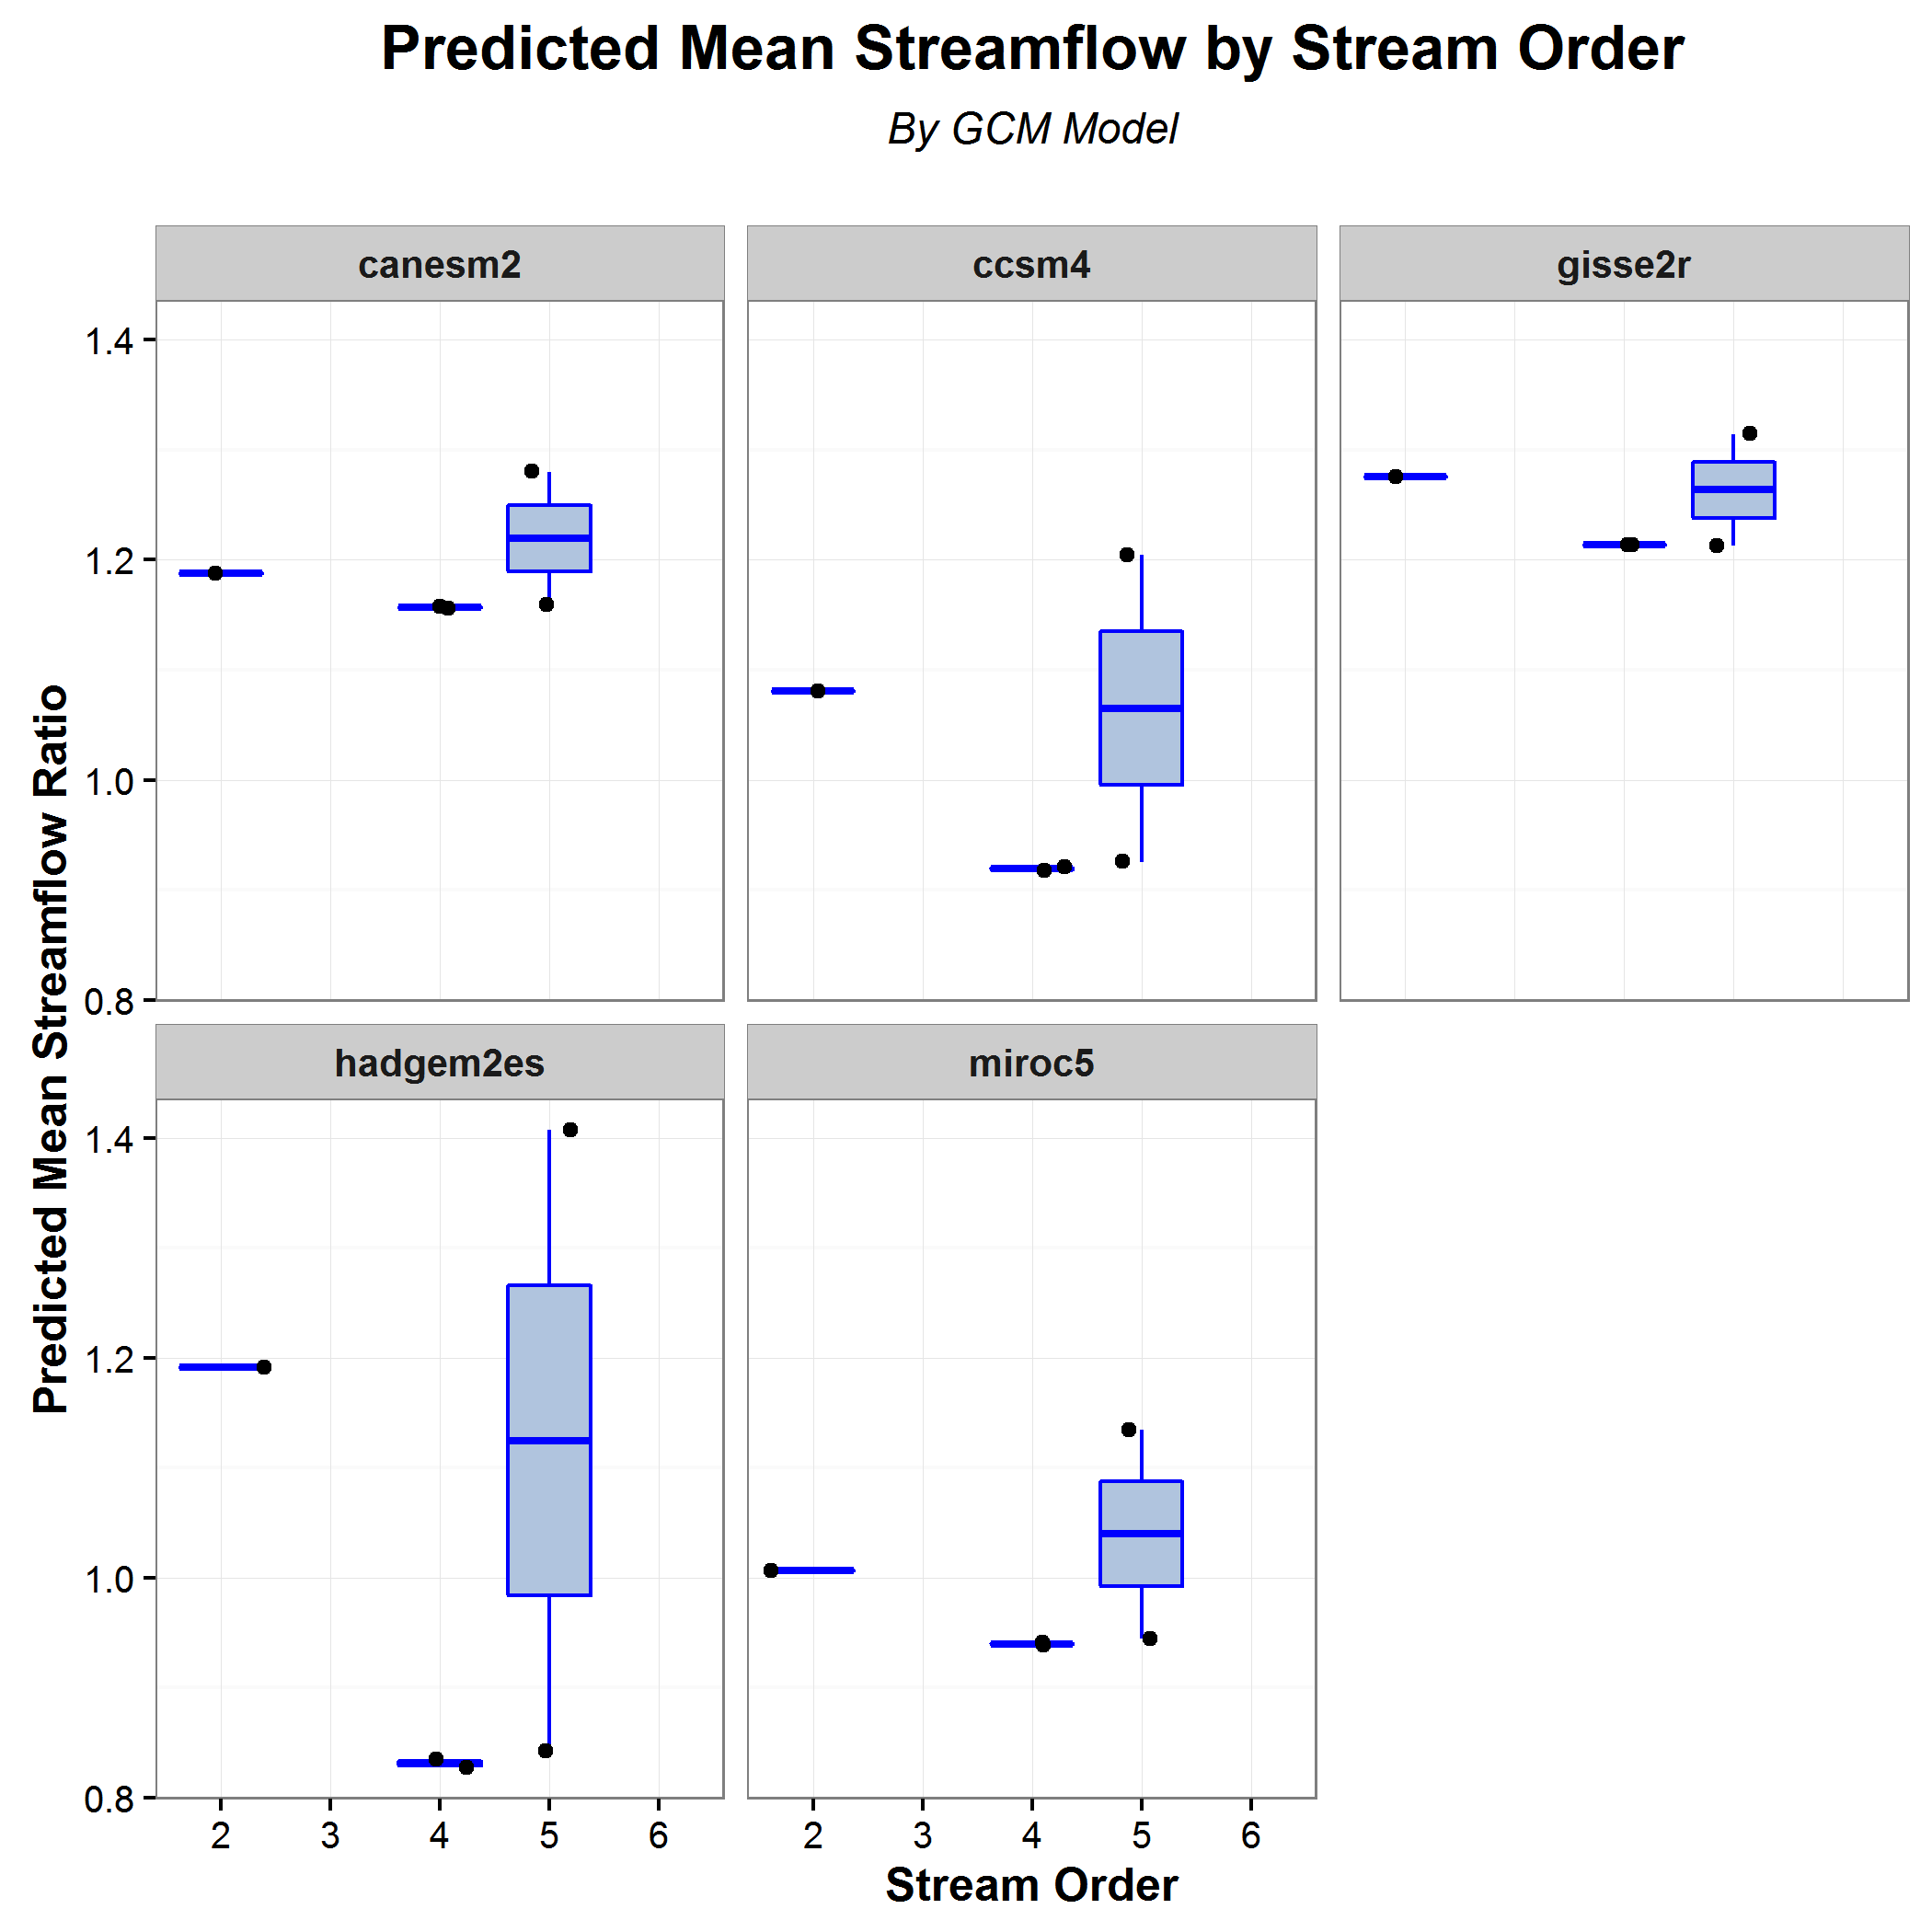 Predicted Mean Streamflow by Stream Order
By GCM Model
canesm2
ccsm4
gisse2r
1.4
1.2
1.0
0.8
Predicted Mean Streamflow Ratio
hadgem2es
miroc5
1.4
1.2
1.0
0.8
2 3 4 5 6
2 3 4 5 6
Stream Order